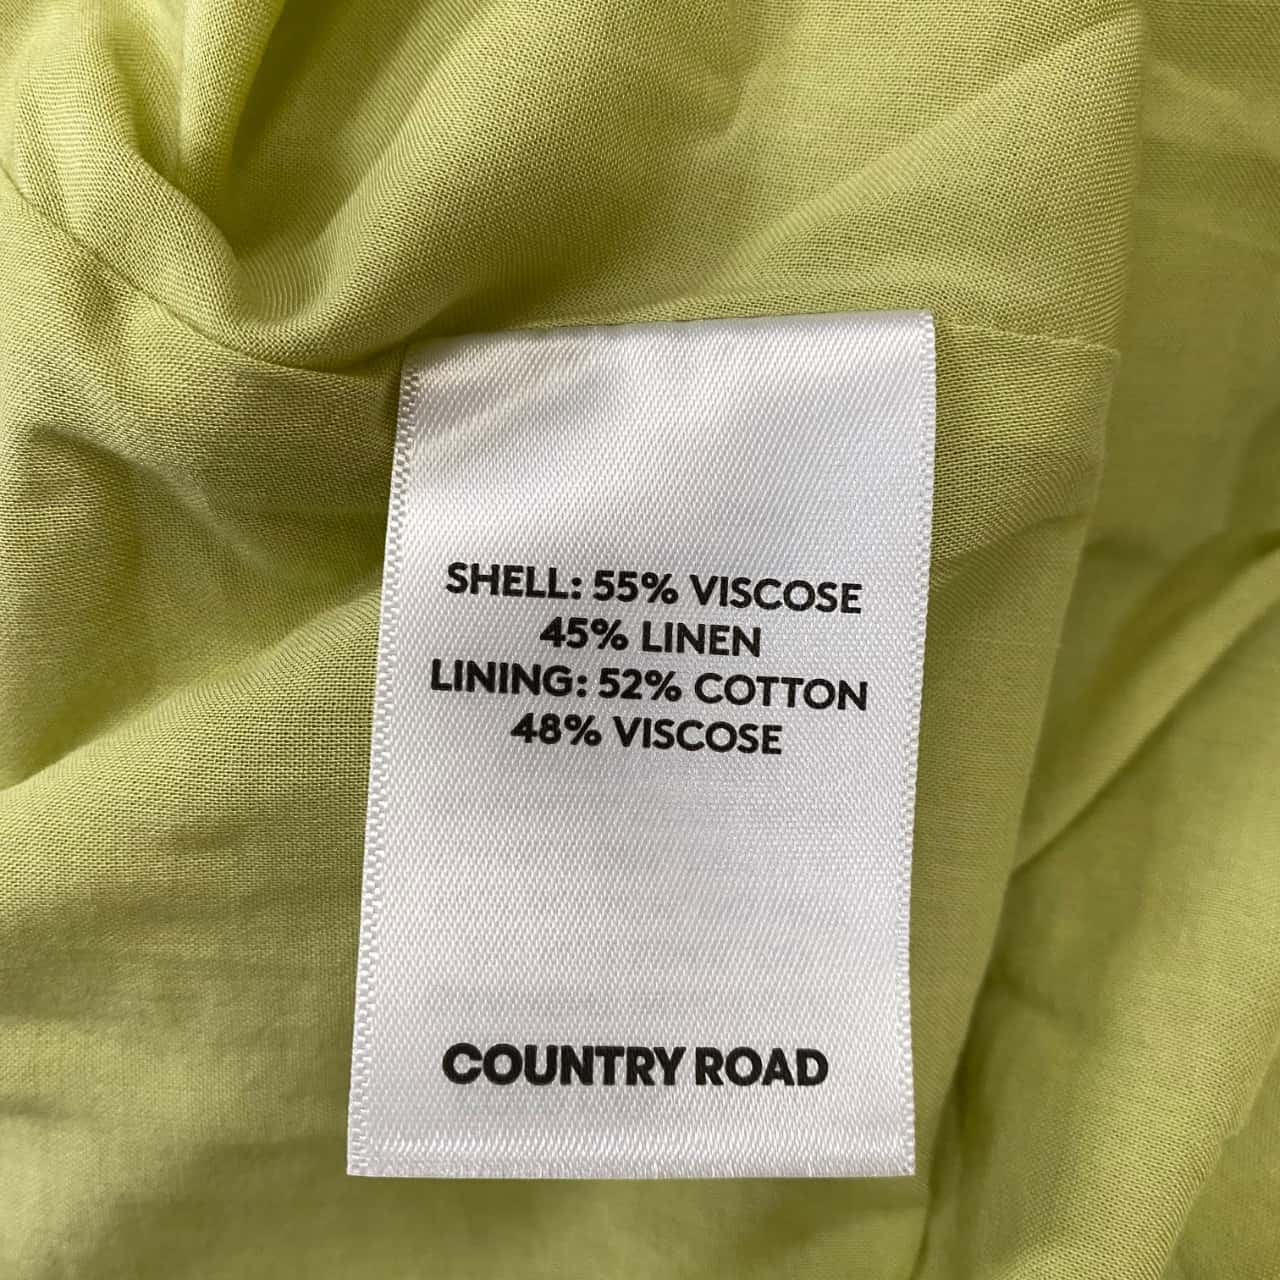 SHELL: 55% VISCOSE
45% LINEN
LINING: 52% COTTON
48% VISCOSE
COUNTRY ROAD